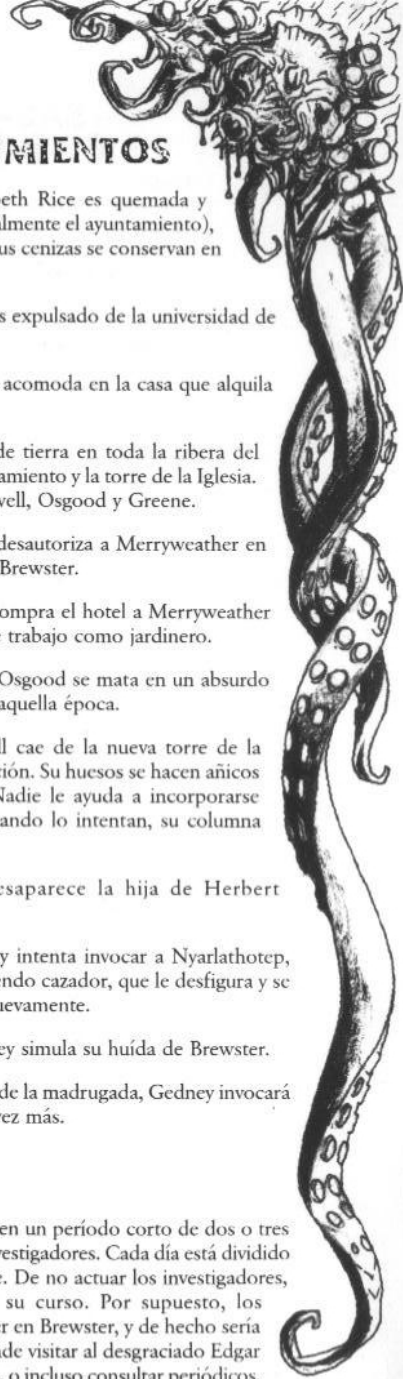 MIENTOS
beth Rice es quemada y
almente el ayuntamiento),
us cenizas se conservan en
s expulsado de la universidad de
acomoda en la casa que alquila
de tierra en toda la ribera del
amiento y la torre de la Iglesia.
well, Osgood y Greene.
desautoriza a Merryweather en
Brewster.
ompra el hotel a Merryweather
e trabajo como jardinero.
Osgood se mata en un absurdo
aquella época.
ll cae de la nueva torre de la
ción. Su huesos se hacen añicos
Nadie le ayuda a incorporarse
ando lo intentan, su columna
esaparece la hija de Herbert
y intenta invocar a Nyarlathotep,
endo cazador, que le desfigura y se
uevamente.
ey simula su huída de Brewster.
de la madrugada, Gedney invocará
vez más.
en un período corto de dos o tres
vestigadores. Cada día está dividido
e. De no actuar los investigadores,
su curso. Por supuesto, los
er en Brewster, y de hecho sería
nde visitar al desgraciado Edgar
o incluso consultar periódicos